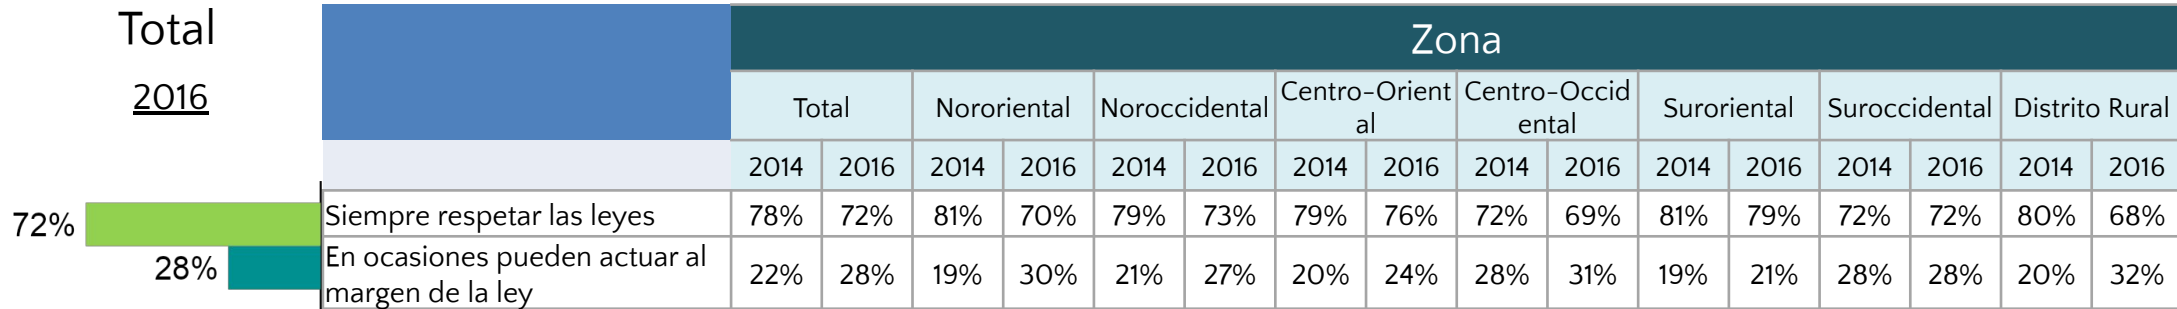 Total
2016
Zona
Total Nororiental Noroccidental Centro-Orient Centro-Occid Suroriental Suroccidental Distrito Rural
al ental
2014 2016 2014 2016 2014 2016 2014 2016 2014 2016 2014 2016 2014 2016 2014 2016
72% Siempre respetar las leyes 78% 72% 81% 70% 79% 73% 79% 76% 72% 69% 81% 79% 72% 72% 80% 68%
28% En ocasiones pueden actuar al
margen de la ley 22% 28% 19% 30% 21% 27% 20% 24% 28% 31% 19% 21% 28% 28% 20% 32%